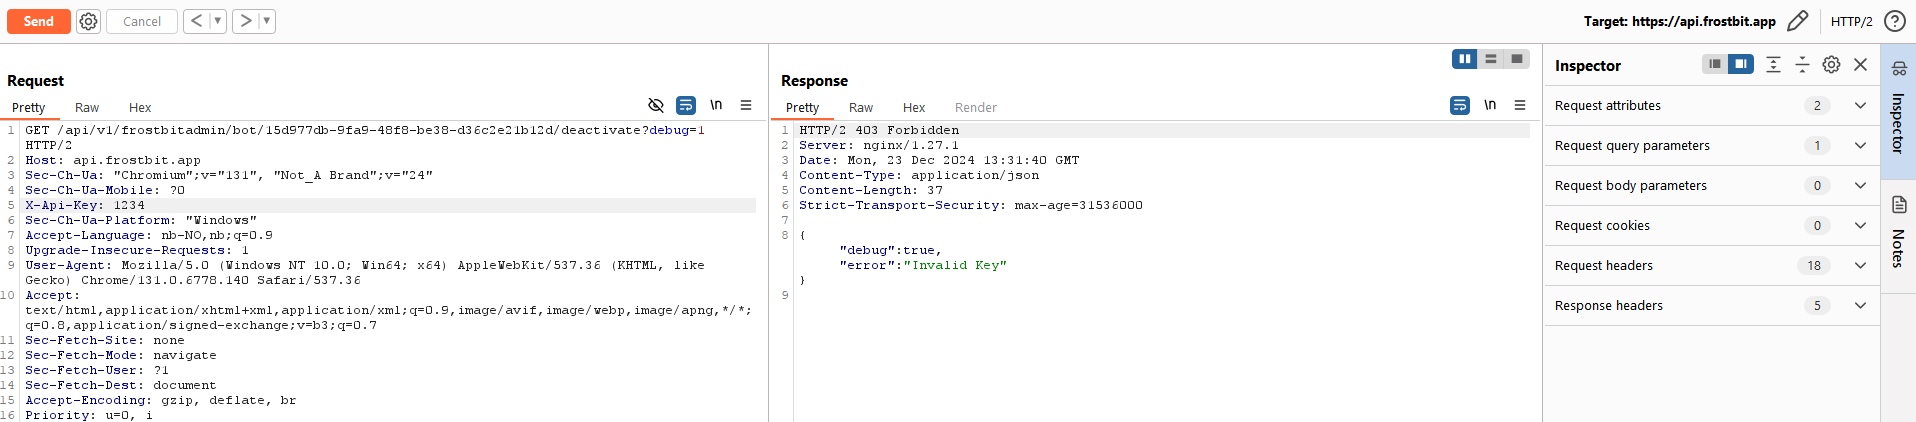 Send
Cancel
Target: https://api.frostbit.app
HTTP/2
Request
Pretty Raw Hex
\n
1 GET /api/v1/frostbitadmin/bot/15d977db-9fa9-48f8-be38-d36c2e21b12d/deactivate?debug=1
HTTP/2
2 Host: api.frostbit.app
3 Sec-Ch-Ua: "Chromium";v="131", "Not_A Brand";v="24"
4 Sec-Ch-Ua-Mobile: ?0
5 X-Api-Key: 1234
6 Sec-Ch-Ua-Platform: "Windows"
7 Accept-Language: nb-NO,nb;q=0.9
8 Upgrade-Insecure-Requests: 1
9 User-Agent: Mozilla/5.0 (Windows NT 10.0; Win64; x64) AppleWebKit/537.36 (KHTML, like
Gecko) Chrome/131.0.6778.140 Safari/537.36
10 Accept:
text/html,application/xhtml+xml,application/xml;q=0.9,image/avif,image/webp,image/apng,*/*;
q=0.8,application/signed-exchange;v=b3;q=0.7
11 Sec-Fetch-Site: none
12 Sec-Fetch-Mode: navigate
13 Sec-Fetch-User: ?1
14 Sec-Fetch-Dest: document
15 Accept-Encoding: gzip, deflate, br
16 Priority: u=0, i
Response
Pretty Raw Hex Render
\n
1 HTTP/2 403 Forbidden
2 Server: nginx/1.27.1
3 Date: Mon, 23 Dec 2024 13:31:40 GMT
4 Content-Type: application/json
5 Content-Length: 37
6 Strict-Transport-Security: max-age=31536000
7
8 {
"debug":true,
"error":"Invalid Key"
}
9
Inspector
Request attributes 2
Request query parameters 1
Request body parameters 0
Request cookies 0
Request headers 18
Response headers 5
Inspector
Notes